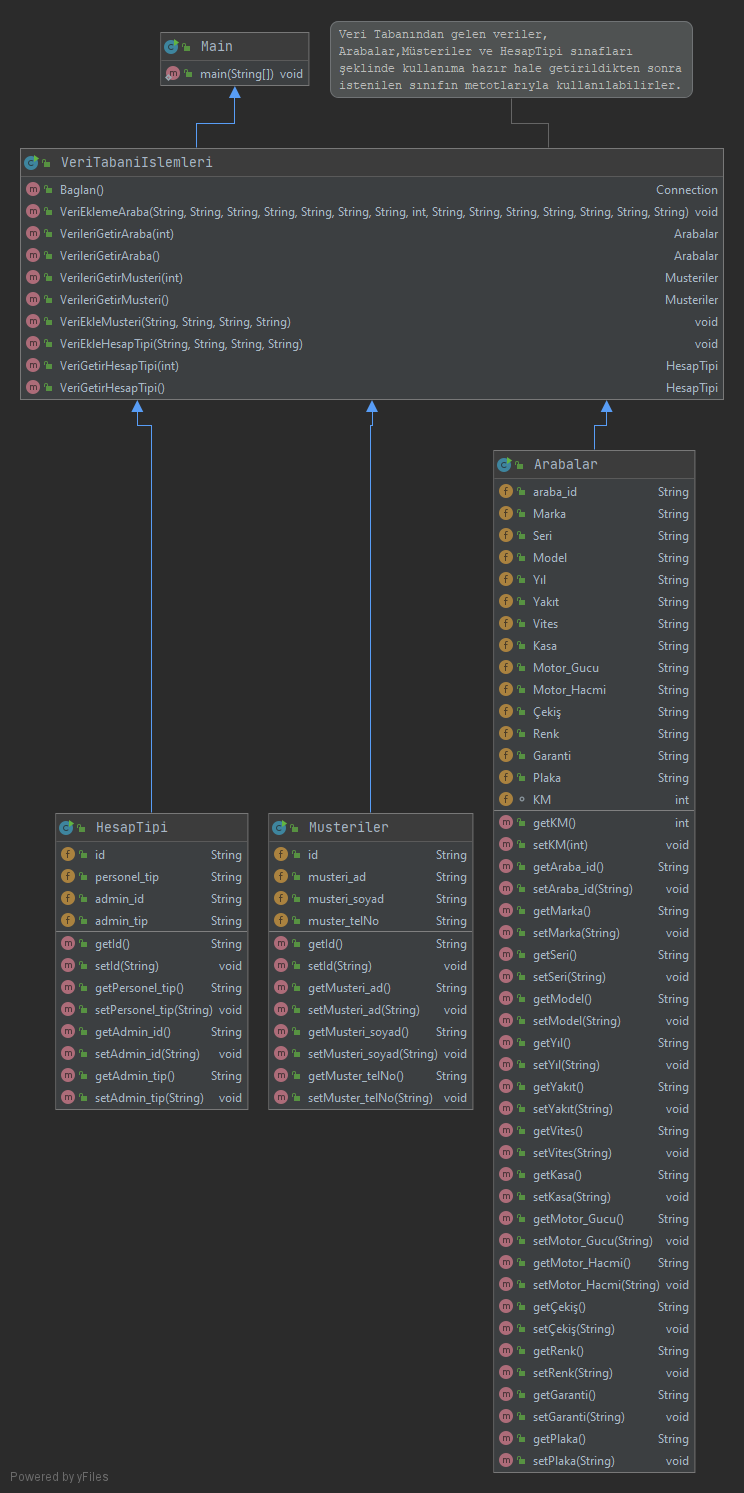 Main
main(String[]) void
Veri Tabanından gelen veriler,
Arabalar,Müsteriler ve HesapTipi sınafları
şeklinde kullanıma hazır hale getirildikten sonra
istenilen sınıfın metotlarıyla kullanılabilirler.
VeriTabaniIslemleri
Baglan() Connection
VeriEklemeAraba(String, String, String, String, String, String, String, int, String, String, String, String, String, String, String) void
VerileriGetirAraba(int) Arabalar
VerileriGetirAraba() Arabalar
VerileriGetirMusteri(int) Musteriler
VerileriGetirMusteri() Musteriler
VeriEkleMusteri(String, String, String, String) void
VeriEkleHesapTipi(String, String, String, String) void
VeriGetirHesapTipi(int) HesapTipi
VeriGetirHesapTipi() HesapTipi
Arabalar
araba_id String
Marka String
Seri String
Model String
Yıl String
Yakıt String
Vites String
Kasa String
Motor_Gucu String
Motor_Hacmi String
Çekiş String
Renk String
Garanti String
Plaka String
KM int
getKM() int
setKM(int) void
getAraba_id() String
setAraba_id(String) void
getMarka() String
setMarka(String) void
getSeri() String
setSeri(String) void
getModel() String
setModel(String) void
getYıl() String
setYıl(String) void
getYakıt() String
setYakıt(String) void
getVites() String
setVites(String) void
getKasa() String
setKasa(String) void
getMotor_Gucu() String
setMotor_Gucu(String) void
getMotor_Hacmi() String
setMotor_Hacmi(String) void
getÇekiş() String
setÇekiş(String) void
getRenk() String
setRenk(String) void
getGaranti() String
setGaranti(String) void
getPlaka() String
setPlaka(String) void
HesapTipi
id String
personel_tip String
admin_id String
admin_tip String
getId() String
setId(String) void
getPersonel_tip() String
setPersonel_tip(String) void
getAdmin_id() String
setAdmin_id(String) void
getAdmin_tip() String
setAdmin_tip(String) void
Musteriler
id String
musteri_ad String
musteri_soyad String
muster_telNo String
getId() String
setId(String) void
getMusteri_ad() String
setMusteri_ad(String) void
getMusteri_soyad() String
setMusteri_soyad(String) void
getMuster_telNo() String
setMuster_telNo(String) void
Powered by yFiles